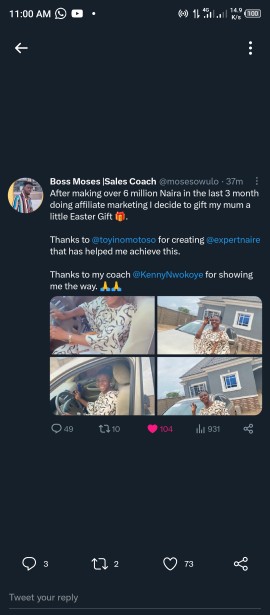 11:00 AM
4G
14.9 K/s
100
Boss Moses |Sales Coach @mosesowulo · 37m
After making over 6 million Naira in the last 3 month
doing affiliate marketing I decide to gift my mum a
little Easter Gift 🎁.
Thanks to @toyinomotoso for creating @expertnaire
that has helped me achieve this.
Thanks to my coach @KennyNwokoye for showing
me the way. 🙏🙏
49 10 104 931
3 2 73
Tweet your reply